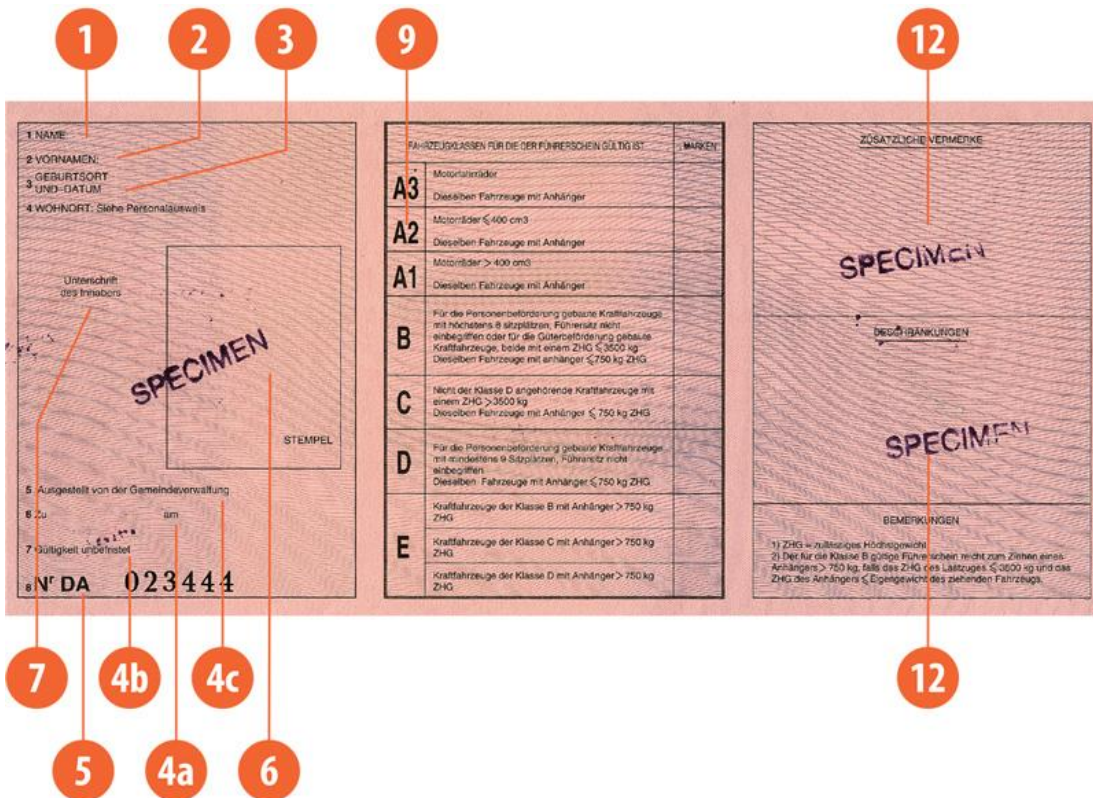 1
2
3
9
12
1 NAME:
2 VORNAMEN:
3 GEBURTSORT
UND-DATUM
4 WOHNORT: Siehe Personalausweis
Unterschrift
des Inhabers
SPECIMEN
STEMPEL
5 Ausgestellt von der Gemeindeverwaltung
6 Zu am
7 Gültigkeit unbefristet
8 Nr DA 023444
FAHRZEUGKLASSEN FÜR DIE DER FÜHRERSCHEIN GÜLTIG IST
MARKEN
A3
Motorfahrräder
Dieselben Fahrzeuge mit Anhänger
A2
Motorräder ⩽ 400 cm3
Dieselben Fahrzeuge mit Anhänger
A1
Motorräder > 400 cm3
Dieselben Fahrzeuge mit Anhänger
B
Für die Personenbeförderung gebaute Kraftfahrzeuge
mit höchstens 8 sitzplätzen, Führersitz nicht
einbegriffen oder für die Güterbeförderung gebaute
Kraftfahrzeuge, beide mit einem ZHG ⩽ 3500 kg
Dieselben Fahrzeuge mit anhänger ⩽ 750 kg ZHG
C
Nicht der Klasse D angehörende Kraftfahrzeuge mit
einem ZHG > 3500 kg
Dieselben Fahrzeuge mit Anhänger ⩽ 750 kg ZHG
D
Für die Personenbeförderung gebaute Kraftfahrzeuge
mit mindestens 9 Sitzplätzen, Führersitz nicht
einbegriffen
Dieselben Fahrzeuge mit Anhänger ⩽ 750 kg ZHG
E
Kraftfahrzeuge der Klasse B mit Anhänger > 750 kg
ZHG
Kraftfahrzeuge der Klasse C mit Anhänger > 750 kg
ZHG
Kraftfahrzeuge der Klasse D mit Anhänger > 750 kg
ZHG
ZUSÄTZLICHE VERMERKE
SPECIMEN
BESCHRÄNKUNGEN
SPECIMEN
BEMERKUNGEN
1) ZHG = zulässiges Höchstgewicht
2) Der für die Klasse B gültige Führerschein reicht zum Ziehen eines
Anhängers > 750 kg, falls das ZHG des Lastzuges ⩽ 3500 kg und das
ZHG des Anhängers ⩽ Eigengewicht des ziehenden Fahrzeugs.
7
4b
4c
12
5
4a
6